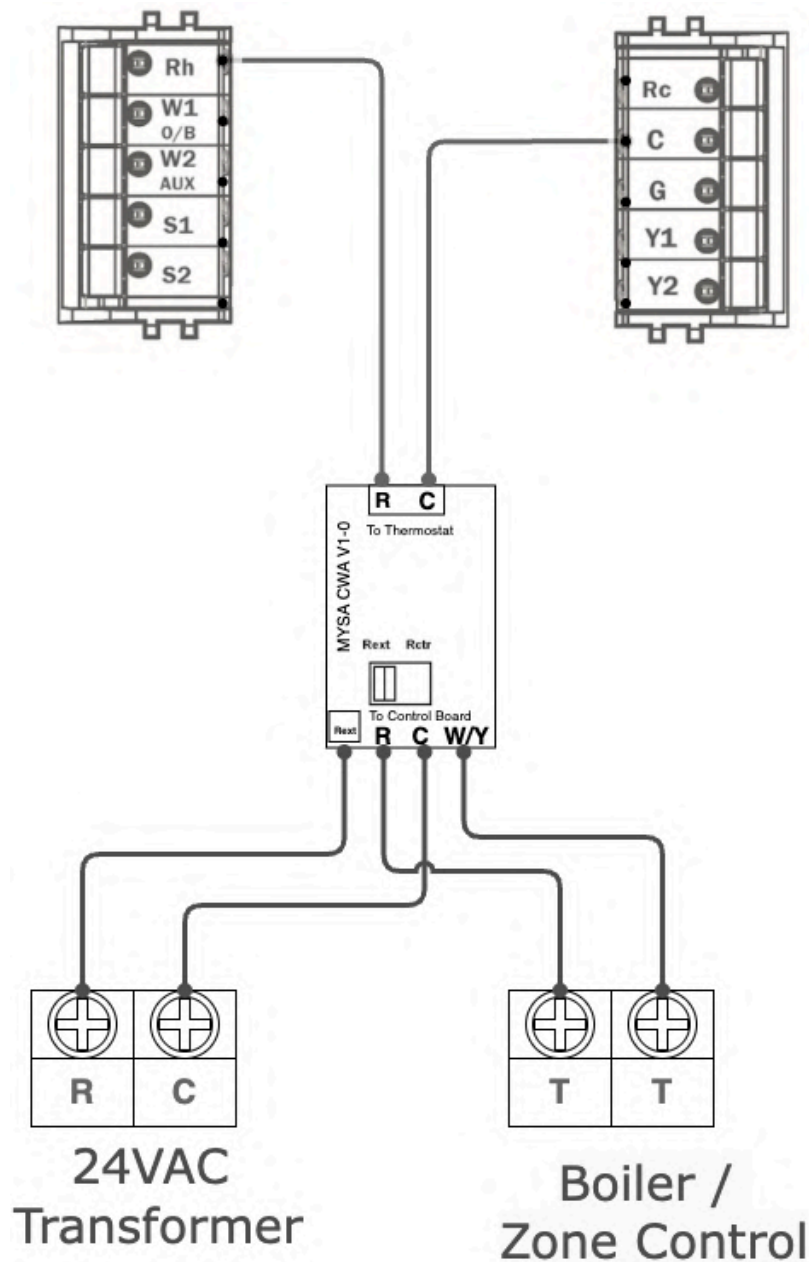 Rh
W1
O/B
W2
AUX
S1
S2
Rc
C
G
Y1
Y2
R C
To Thermostat
MYSA CWA V1-0
Rext Rctr
To Control Board
Rext R C W/Y
R C
T T
24VAC
Transformer
Boiler /
Zone Control